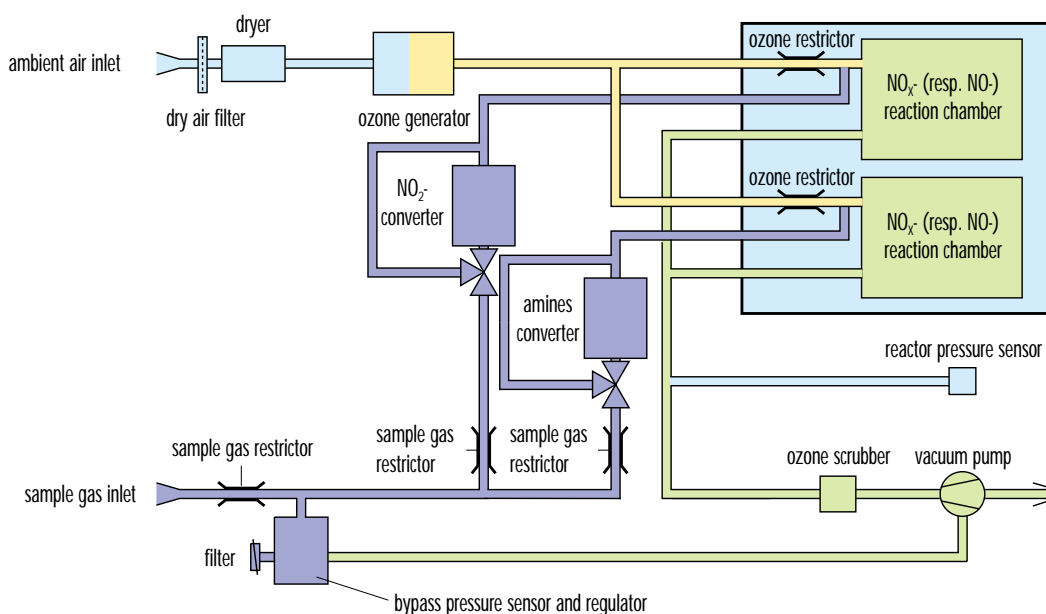 dryer
ambient air inlet
dry air filter
ozone generator
ozone restrictor
NOX- (resp. NO-)
reaction chamber
NO2-
converter
ozone restrictor
NOX- (resp. NO-)
reaction chamber
amines
converter
reactor pressure sensor
sample gas restrictor
sample gas
restrictor
sample gas
restrictor
ozone scrubber
vacuum pump
sample gas inlet
filter
bypass pressure sensor and regulator